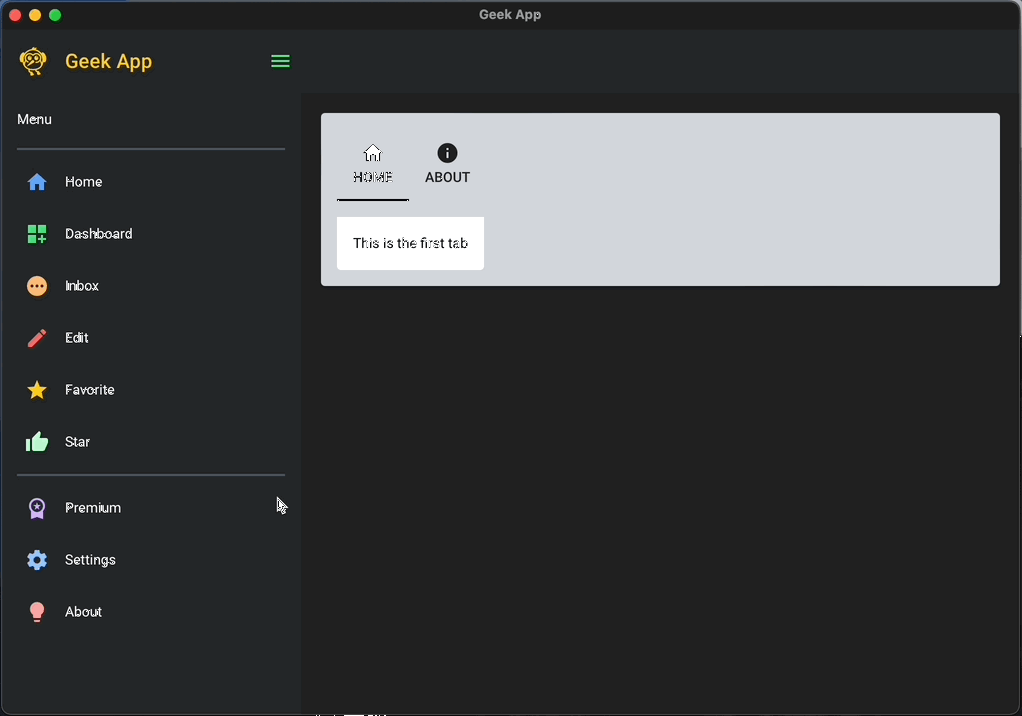 Geek App
Geek App
Menu
Home
Dashboard
Inbox
Edit
Favorite
Star
Premium
Settings
About
HOME
ABOUT
This is the first tab